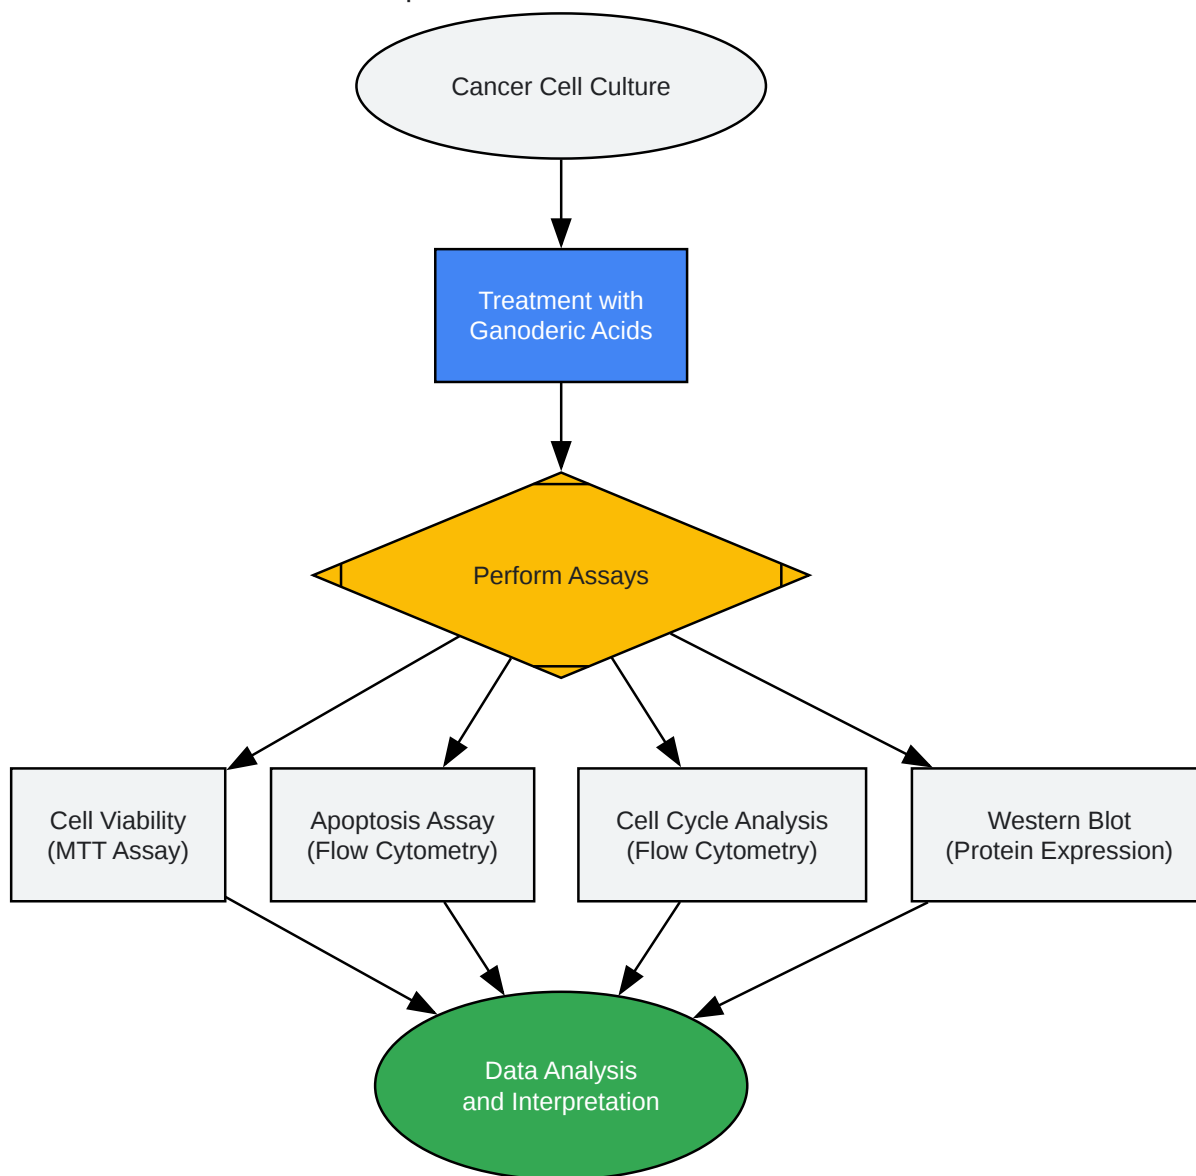 Cancer Cell Culture
Treatment with
Ganoderic Acids
Perform Assays
Cell Viability
(MTT Assay)
Apoptosis Assay
(Flow Cytometry)
Cell Cycle Analysis
(Flow Cytometry)
Western Blot
(Protein Expression)
Data Analysis
and Interpretation